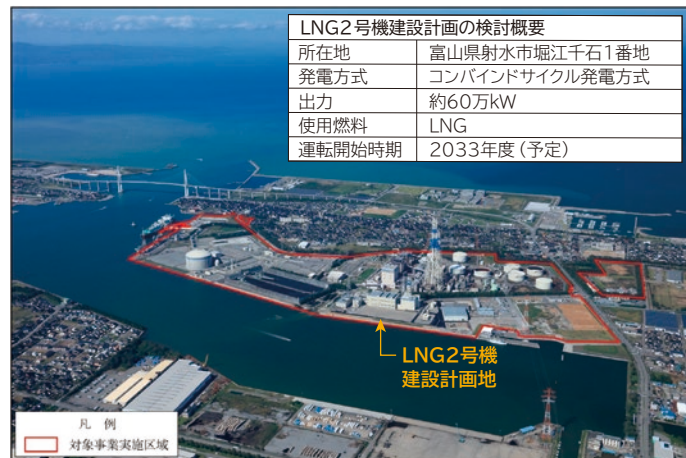 LNG2号機建設計画の検討概要
所在地 富山県射水市堀江千石1番地
発電方式 コンバインドサイクル発電方式
出力 約60万kW
使用燃料 LNG
運転開始時期 2033年度(予定)
LNG2号機
建設計画地
凡 例
対象事業実施区域